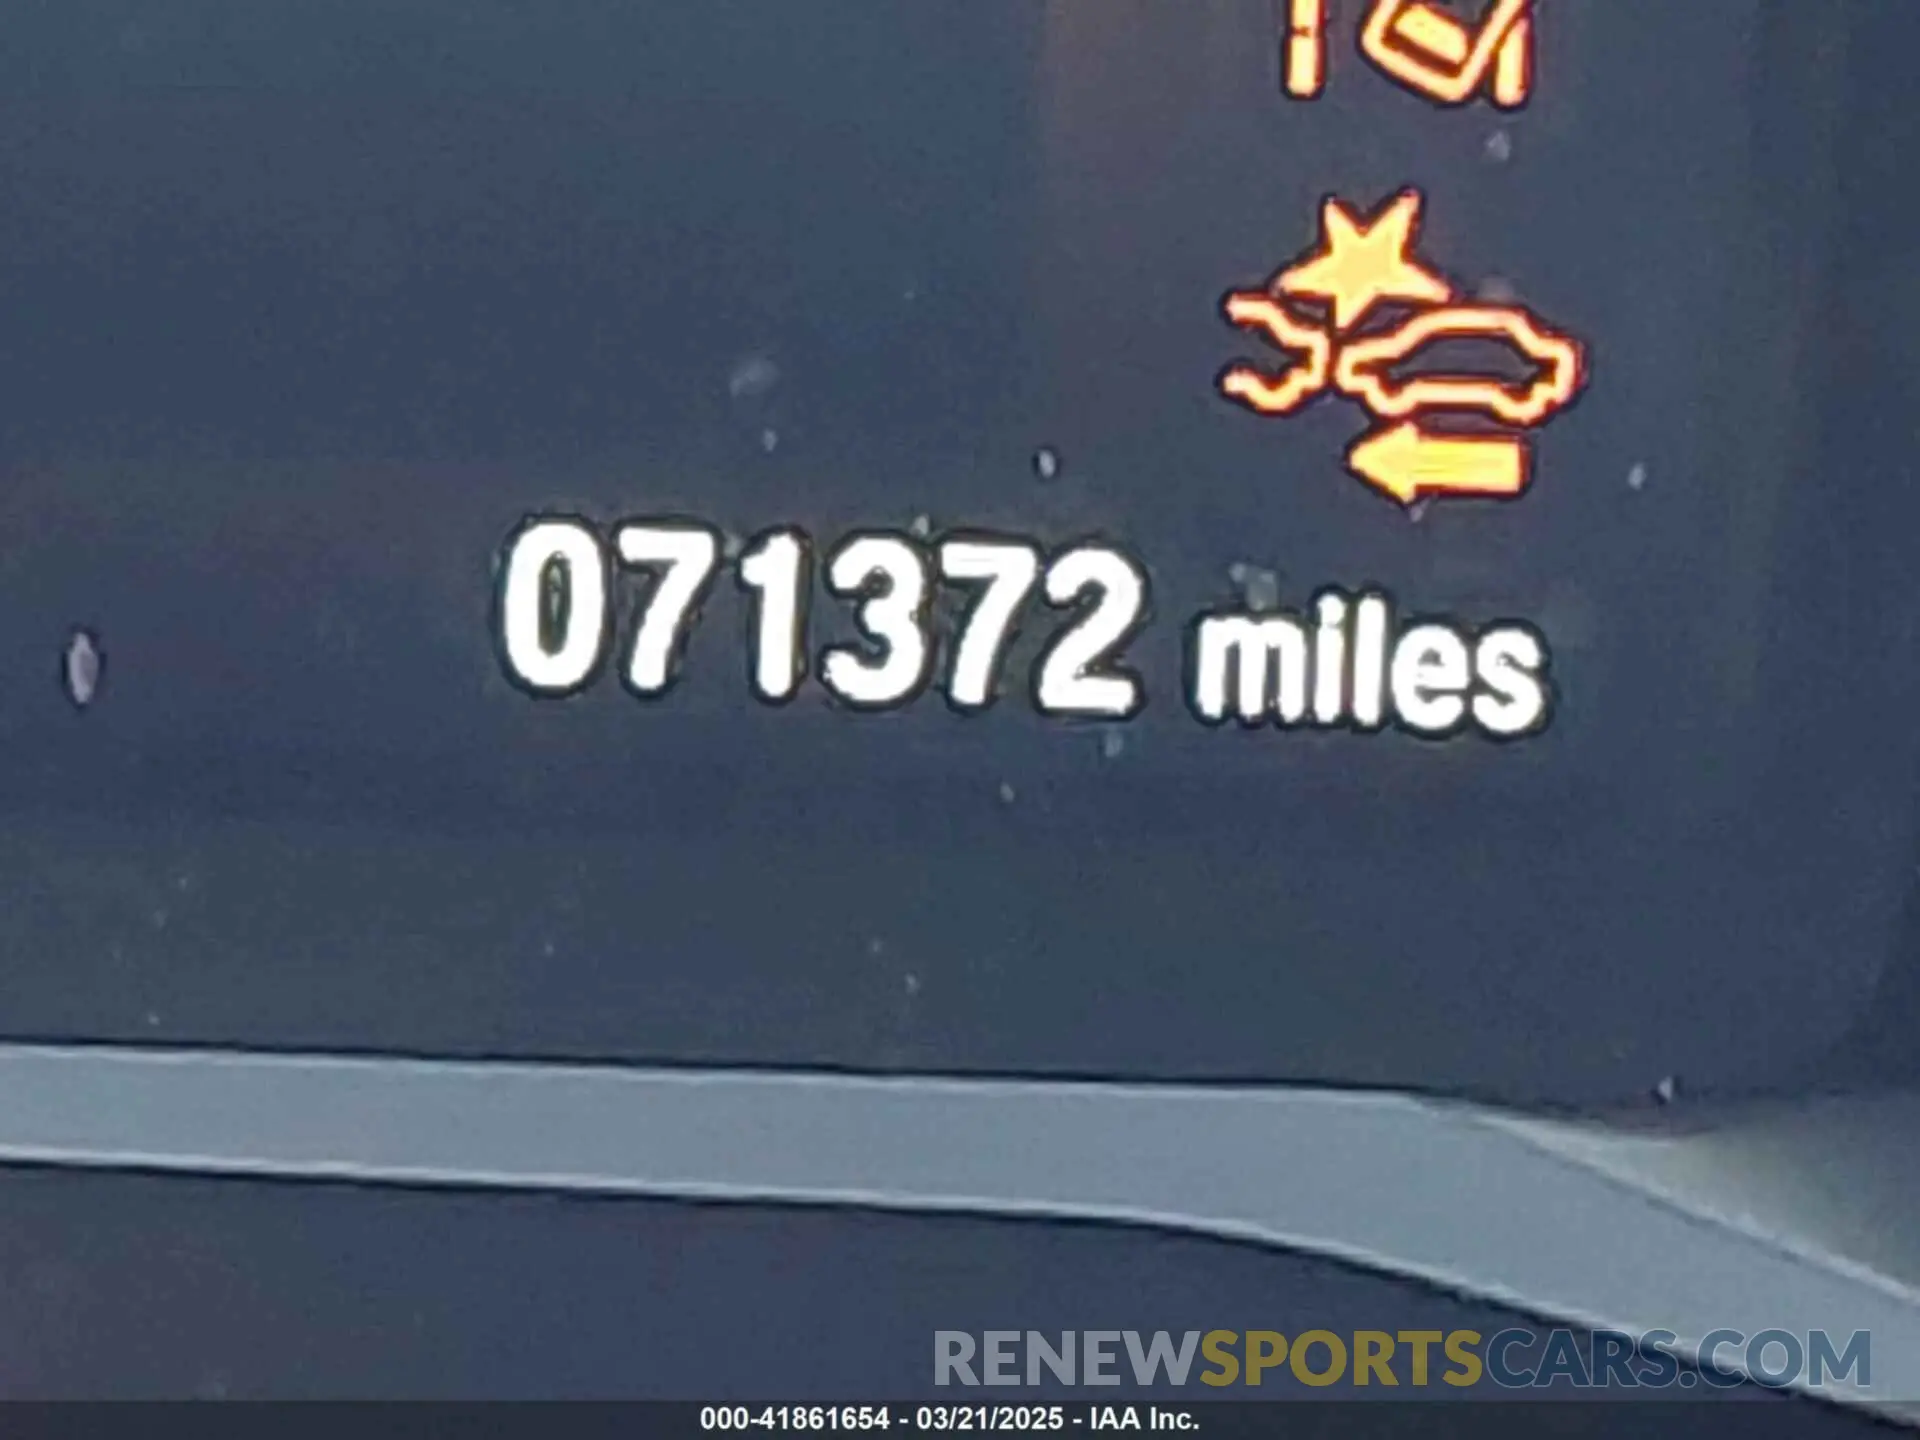 071372 miles
RENEWSPORTSCARS.COM
000-41861654 - 03/21/2025 - IAA Inc.